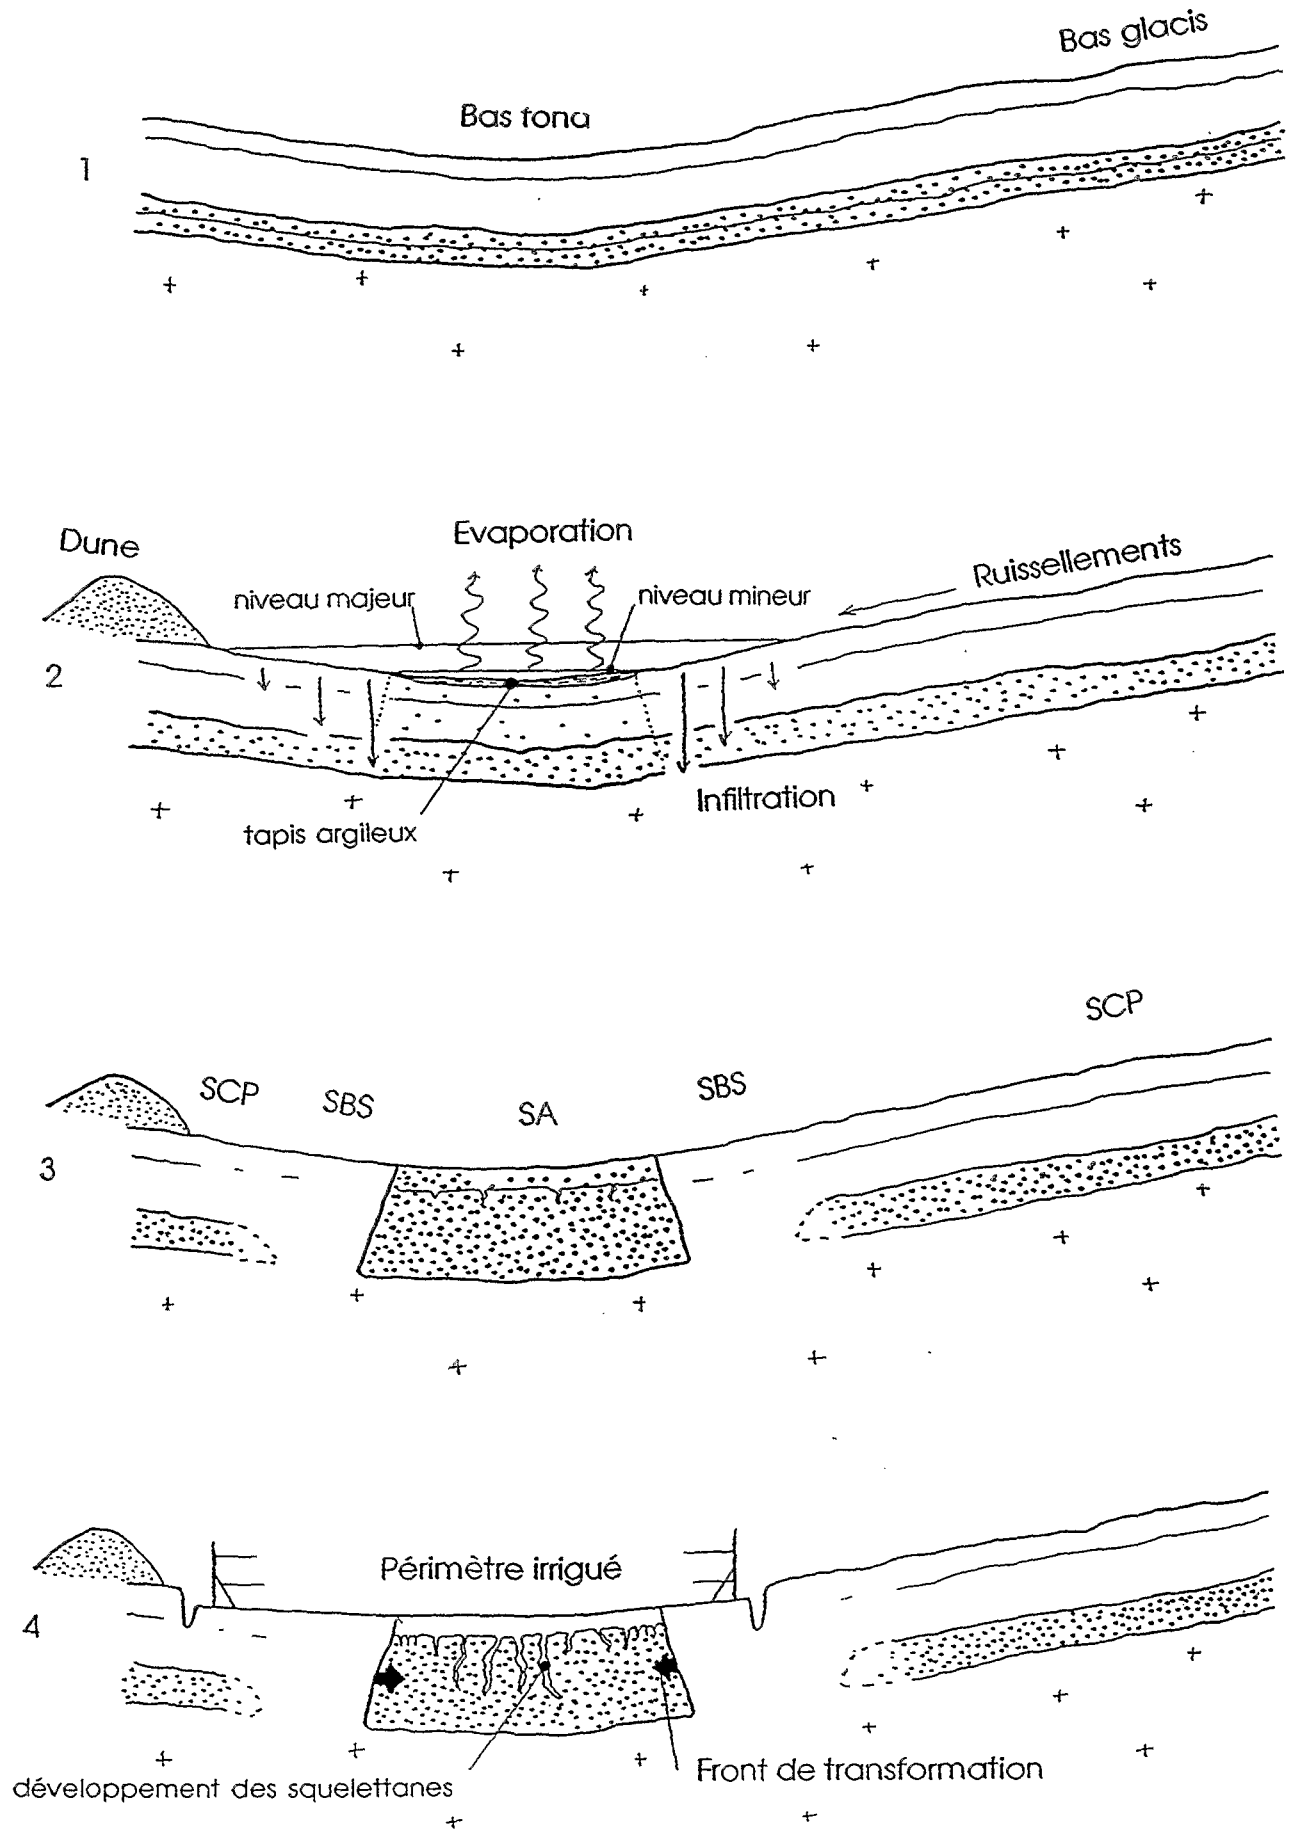 Bas glacis
Bas fond
1
Dune
Evaporation
Ruissellements
niveau majeur
niveau mineur
2
Infiltration
tapis argileux
SCP
SCP
SBS
SA
SBS
3
Périmètre irrigué
4
développement des squelettanes
Front de transformation